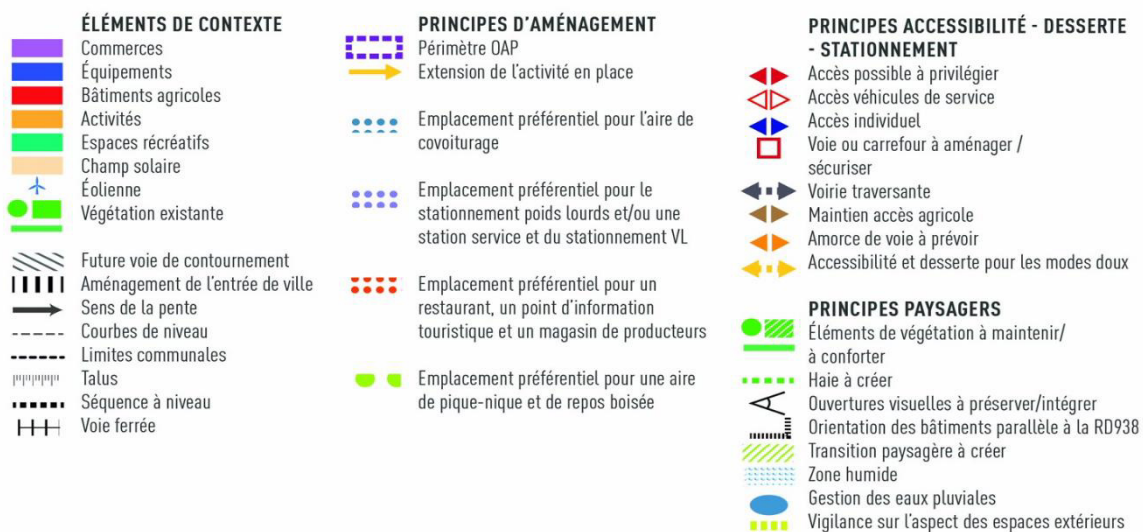 ÉLÉMENTS DE CONTEXTE
Commerces
Équipements
Bâtiments agricoles
Activités
Espaces récréatifs
Champ solaire
Éolienne
Végétation existante
Future voie de contournement
Aménagement de l'entrée de ville
Sens de la pente
Courbes de niveau
Limites communales
Talus
Séquence à niveau
Voie ferrée
PRINCIPES D'AMÉNAGEMENT
Périmètre OAP
Extension de l'activité en place
Emplacement préférentiel pour l'aire de
covoiturage
Emplacement préférentiel pour le
stationnement poids lourds et/ou une
station service et du stationnement VL
Emplacement préférentiel pour un
restaurant, un point d'information
touristique et un magasin de producteurs
Emplacement préférentiel pour une aire
de pique-nique et de repos boisée
PRINCIPES ACCESSIBILITÉ - DESSERTE
- STATIONNEMENT
Accès possible à privilégier
Accès véhicules de service
Accès individuel
Voie ou carrefour à aménager /
sécuriser
Voirie traversante
Maintien accès agricole
Amorce de voie à prévoir
Accessibilité et desserte pour les modes doux
PRINCIPES PAYSAGERS
Éléments de végétation à maintenir/
à conforter
Haie à créer
Ouvertures visuelles à préserver/intégrer
Orientation des bâtiments parallèle à la RD938
Transition paysagère à créer
Zone humide
Gestion des eaux pluviales
Vigilance sur l'aspect des espaces extérieurs